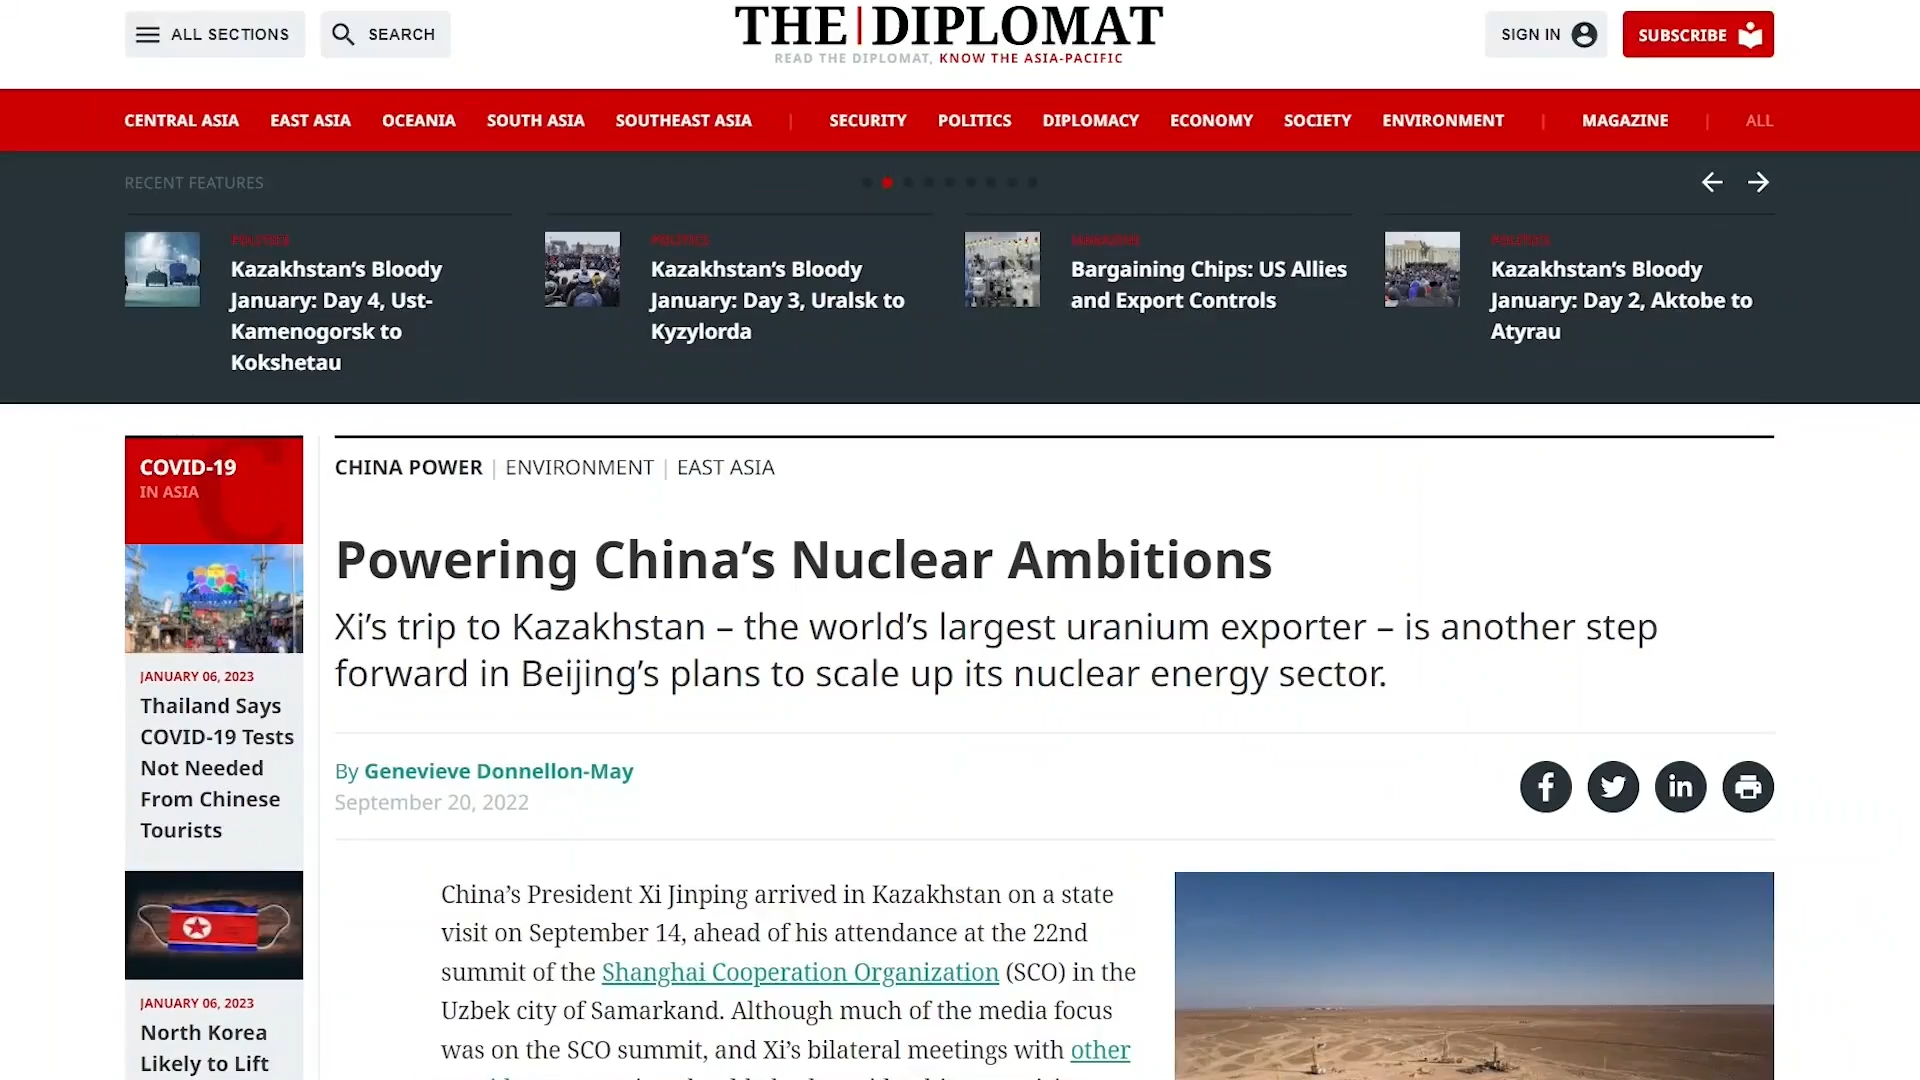 ALL SECTIONS
SEARCH
THE DIPLOMAT
READ THE DIPLOMAT, KNOW THE ASIA-PACIFIC
SIGN IN
SUBSCRIBE
CENTRAL ASIA EAST ASIA OCEANIA SOUTH ASIA SOUTHEAST ASIA | SECURITY POLITICS DIPLOMACY ECONOMY SOCIETY ENVIRONMENT | MAGAZINE | ALL
RECENT FEATURES
POLITICS
Kazakhstan’s Bloody
January: Day 4, Ust-
Kamenogorsk to
Kokshetau
POLITICS
Kazakhstan’s Bloody
January: Day 3, Uralsk to
Kyzylorda
MAGAZINE
Bargaining Chips: US Allies
and Export Controls
POLITICS
Kazakhstan’s Bloody
January: Day 2, Aktobe to
Atyrau
COVID-19
IN ASIA
JANUARY 06, 2023
Thailand Says
COVID-19 Tests
Not Needed
From Chinese
Tourists
JANUARY 06, 2023
North Korea
Likely to Lift
CHINA POWER | ENVIRONMENT | EAST ASIA
Powering China’s Nuclear Ambitions
Xi’s trip to Kazakhstan – the world’s largest uranium exporter – is another step
forward in Beijing’s plans to scale up its nuclear energy sector.
By Genevieve Donnellon-May
September 20, 2022
China’s President Xi Jinping arrived in Kazakhstan on a state
visit on September 14, ahead of his attendance at the 22nd
summit of the Shanghai Cooperation Organization (SCO) in the
Uzbek city of Samarkand. Although much of the media focus
was on the SCO summit, and Xi’s bilateral meetings with other